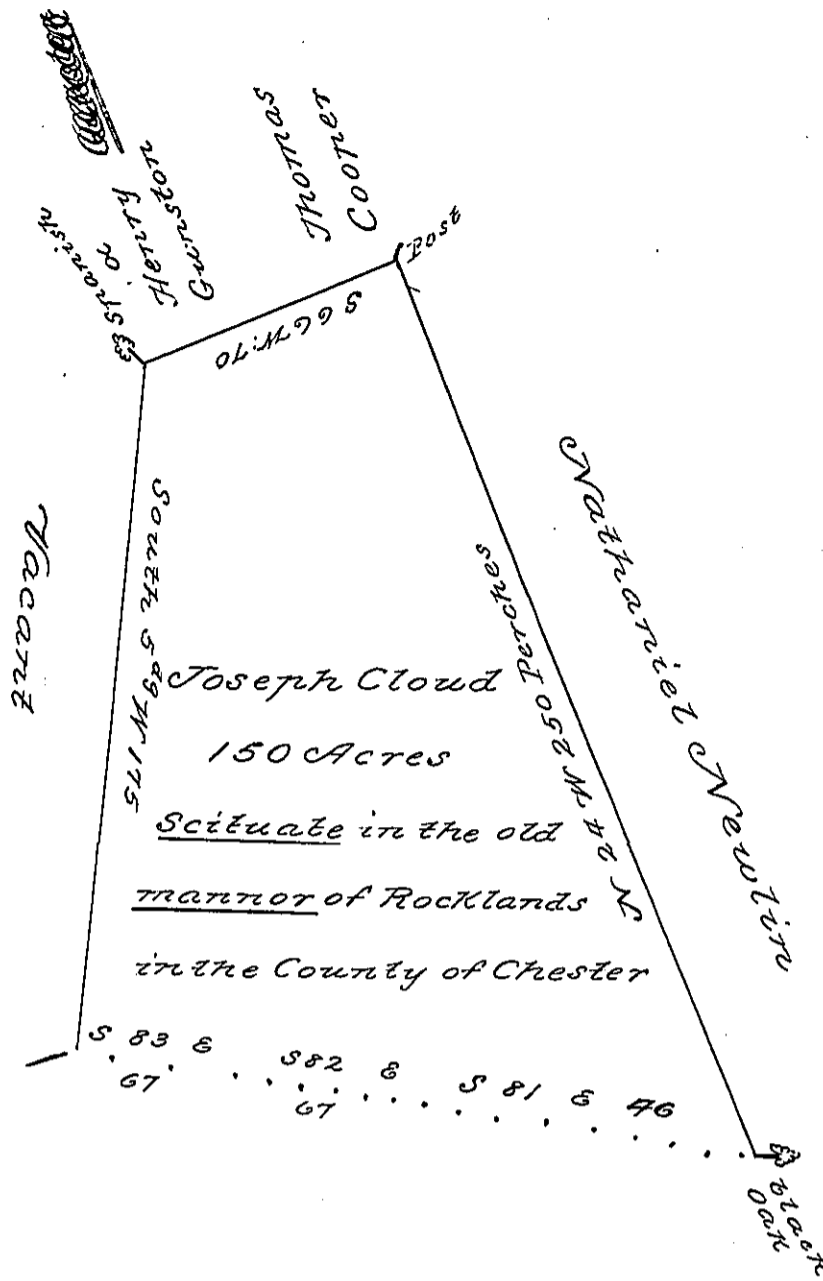 Spanish
Henry
Thomas
Post
S 66 W: 70
Nathaniel Newlin
N 24 W 250 Perches
South 5 dg W 175
Vacant
Joseph Cloud
150 Acres
Scituate in the old
mannor of Rocklands
in the County of Chester
S 83 E
67
S 82 E
67
S 81 E 46
black
oak